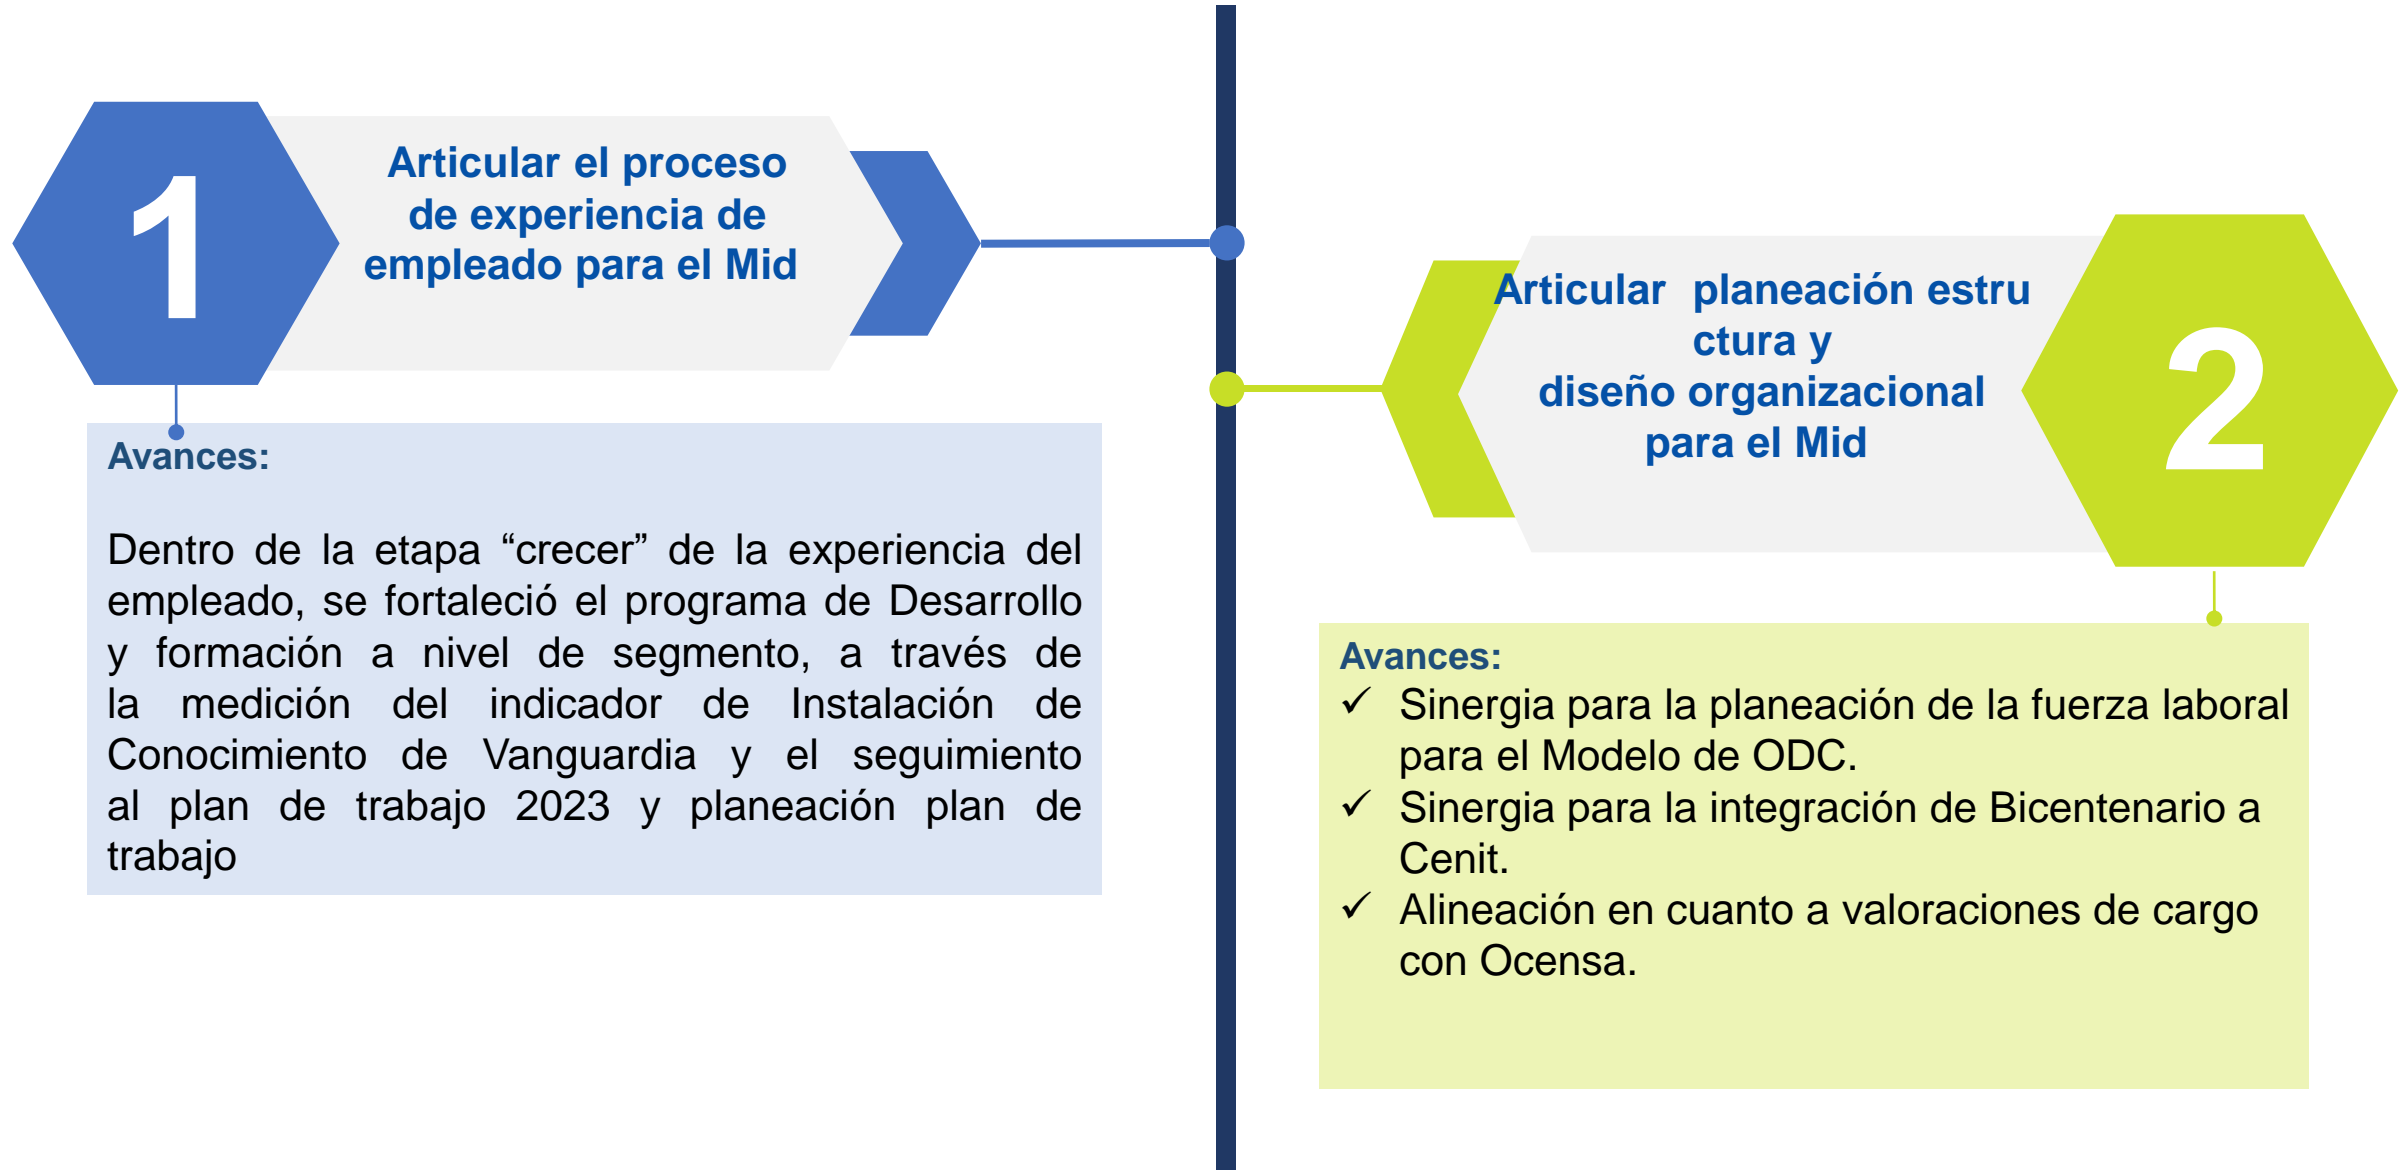 1
Articular el proceso
de experiencia de
empleado para el Mid
Avances:
Dentro de la etapa “crecer” de la experiencia del
empleado, se fortaleció el programa de Desarrollo
y formación a nivel de segmento, a través de
la medición del indicador de Instalación de
Conocimiento de Vanguardia y el seguimiento
al plan de trabajo 2023 y planeación plan de
trabajo
2
Articular planeación estru
ctura y
diseño organizacional
para el Mid
Avances:
✓ Sinergia para la planeación de la fuerza laboral
para el Modelo de ODC.
✓ Sinergia para la integración de Bicentenario a
Cenit.
✓ Alineación en cuanto a valoraciones de cargo
con Ocensa.